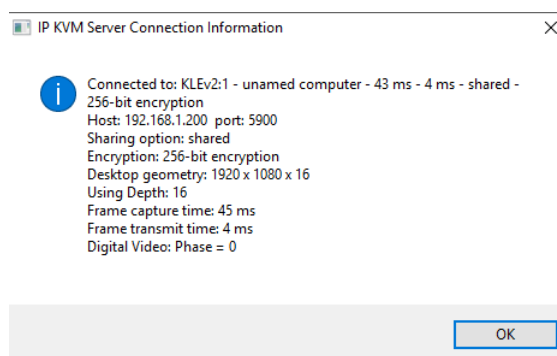 IP KVM Server Connection Information
Connected to: KLEv2:1 - unamed computer - 43 ms - 4 ms - shared -
256-bit encryption
Host: 192.168.1.200  port: 5900
Sharing option: shared
Encryption: 256-bit encryption
Desktop geometry: 1920 x 1080 x 16
Using Depth: 16
Frame capture time: 45 ms
Frame transmit time: 4 ms
Digital Video: Phase = 0
OK